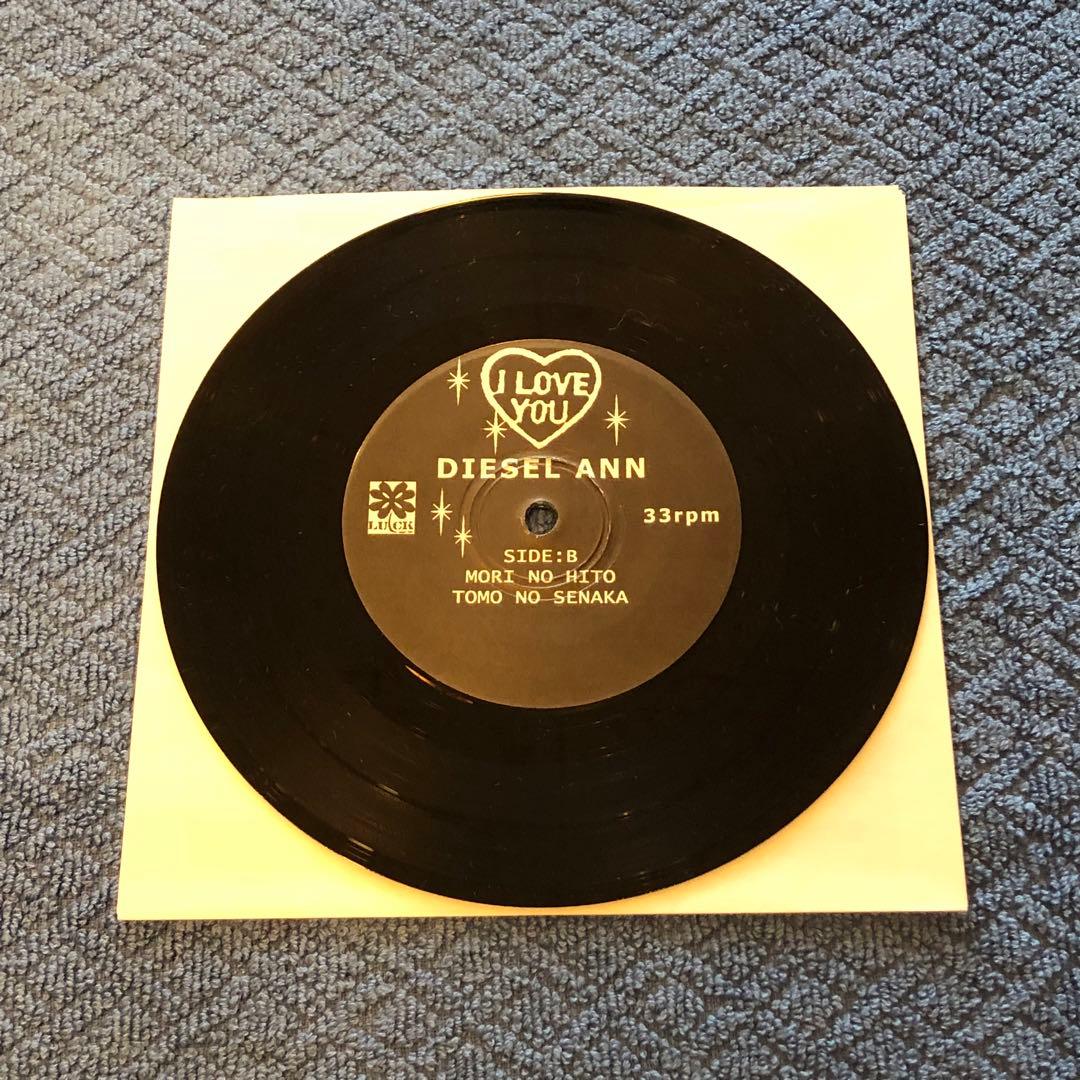 I LOVE
YOU
DIESEL ANN
LUCK
33rpm
SIDE:B
MORI NO HITO
TOMO NO SENAKA